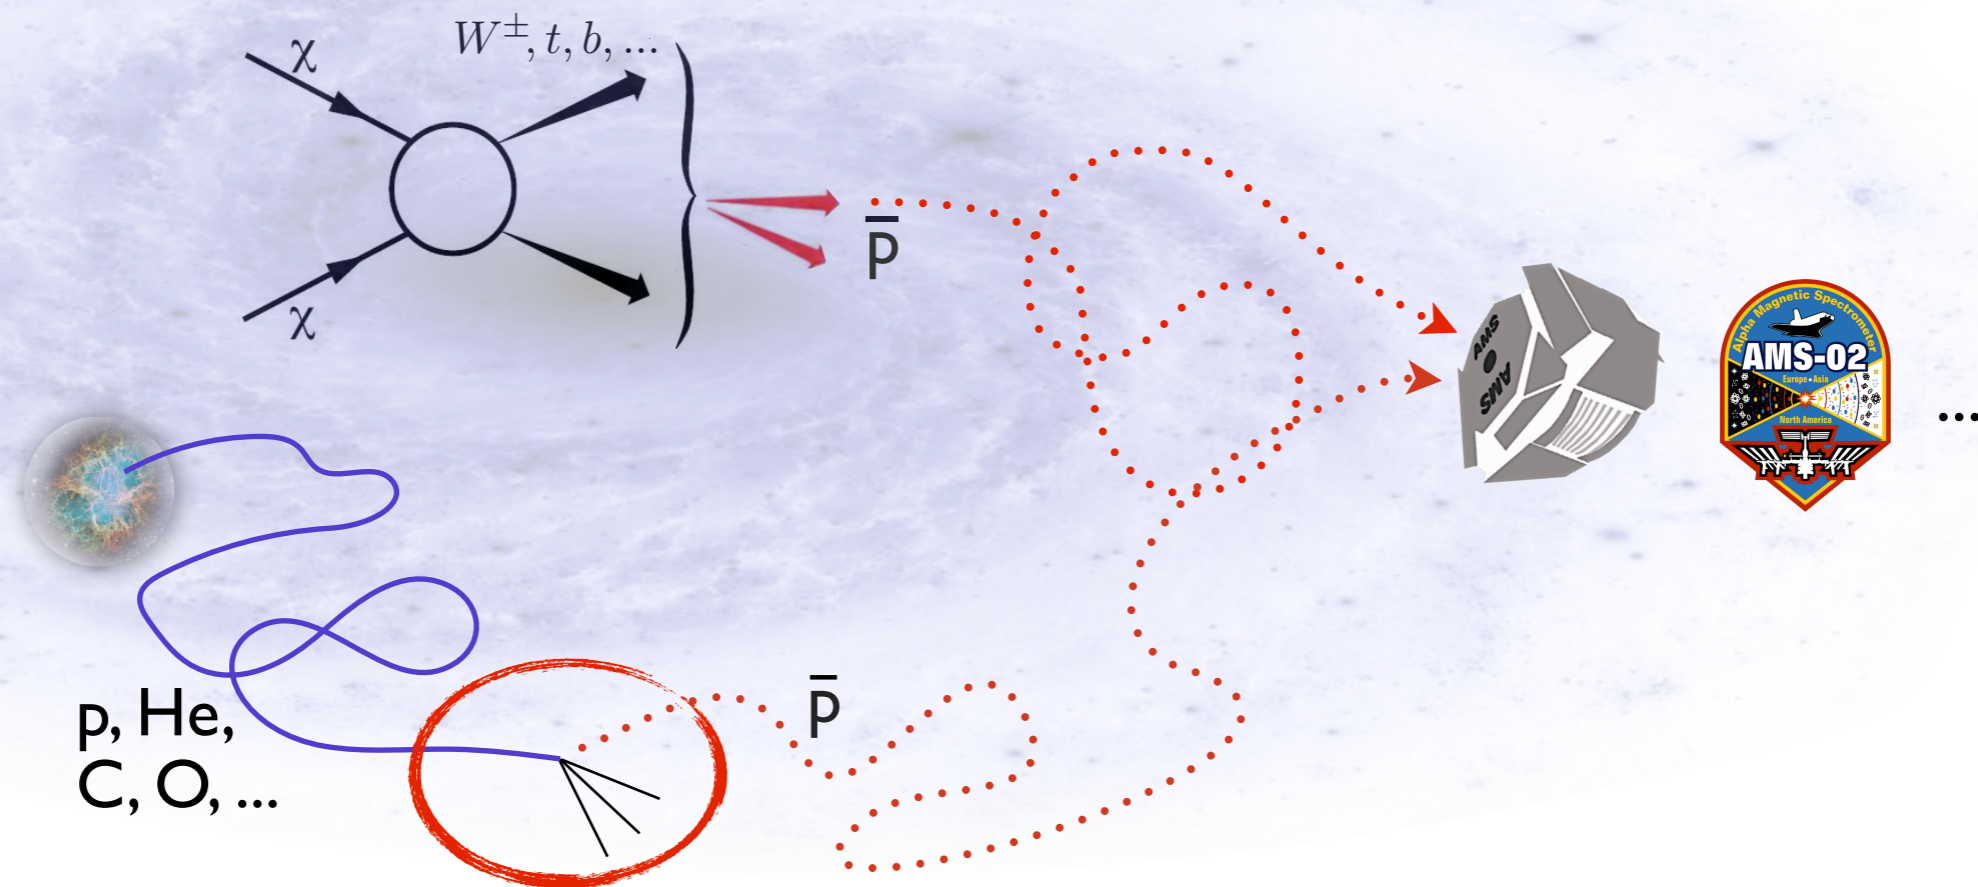 χ
W±, t, b, ...
χ
p̅
AMS
AMS
Alpha Magnetic Spectrometer
AMS-02
Europe • Asia
North America
...
p, He,
C, O, ...
p̅